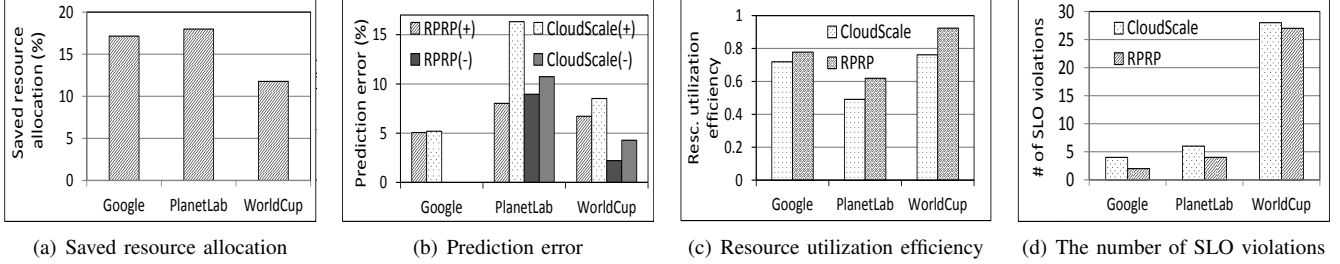 Saved resource
allocation (%)
20
15
10
5
0
Google PlanetLab WorldCup
(a) Saved resource allocation
Prediction error (%)
15
10
5
0
RPRP(+) CloudScale(+)
RPRP(-) CloudScale(-)
Google PlanetLab WorldCup
(b) Prediction error
Resc. utilization
efficiency
1
0.8
0.6
0.4
0.2
0
CloudScale
RPRP
Google PlanetLab WorldCup
(c) Resource utilization efficiency
# of SLO violations
30
25
20
15
10
5
0
CloudScale
RPRP
Google PlanetLab WorldCup
(d) The number of SLO violations